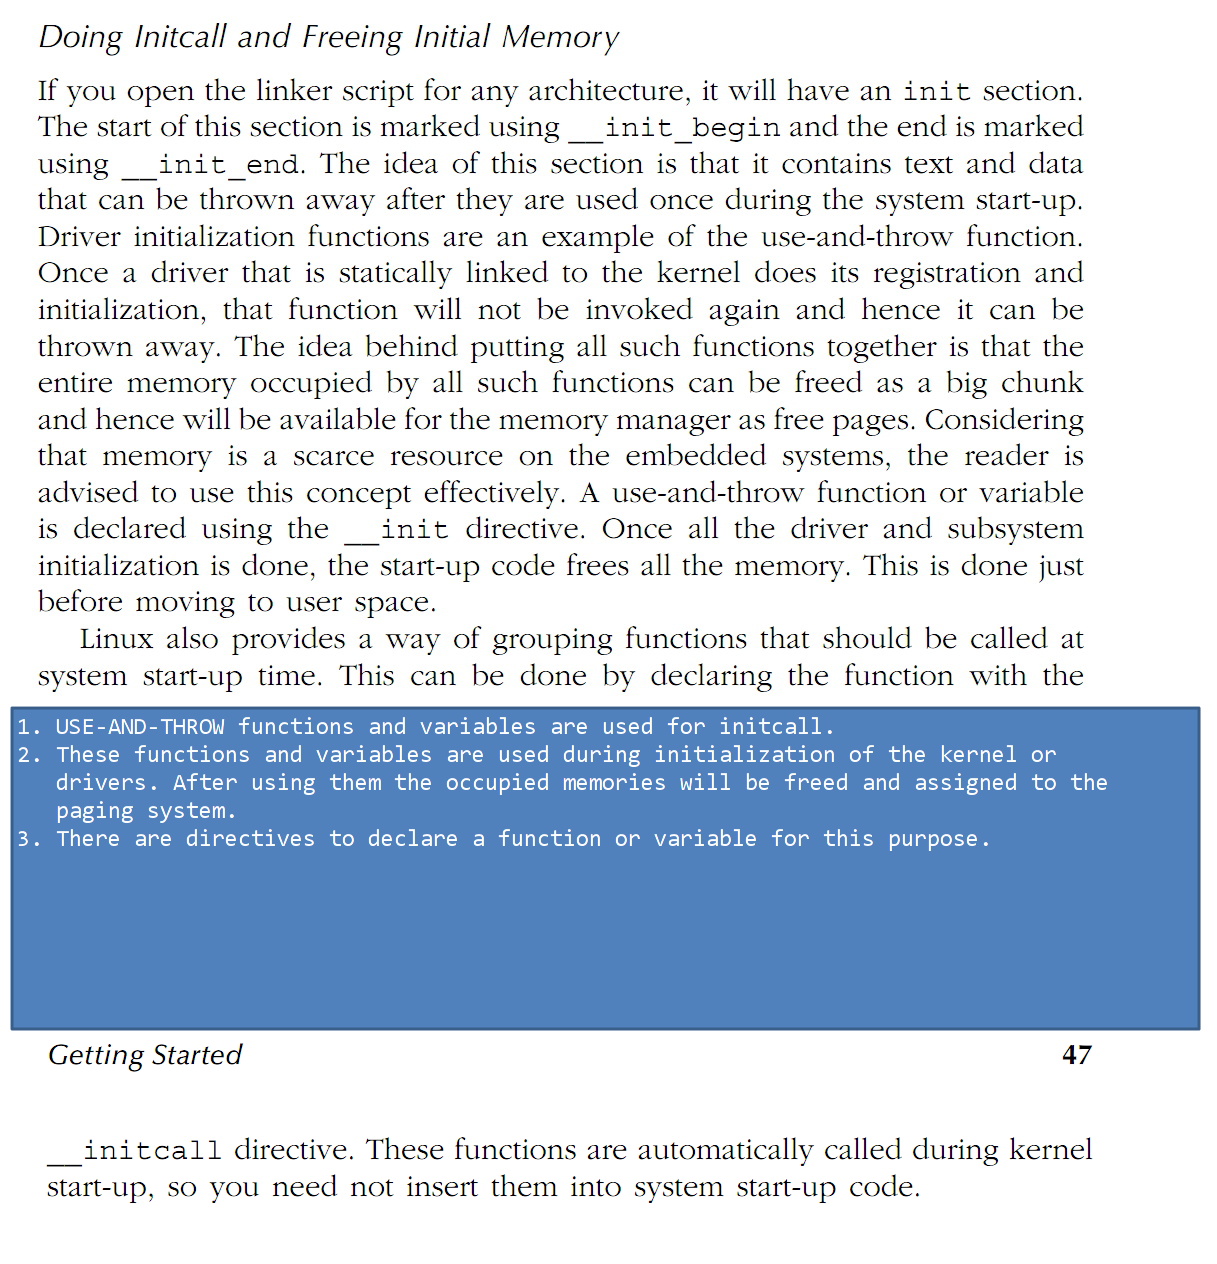 Doing Initcall and Freeing Initial Memory
If you open the linker script for any architecture, it will have an init section.
The start of this section is marked using __init_begin and the end is marked
using __init_end. The idea of this section is that it contains text and data
that can be thrown away after they are used once during the system start-up.
Driver initialization functions are an example of the use-and-throw function.
Once a driver that is statically linked to the kernel does its registration and
initialization, that function will not be invoked again and hence it can be
thrown away. The idea behind putting all such functions together is that the
entire memory occupied by all such functions can be freed as a big chunk
and hence will be available for the memory manager as free pages. Considering
that memory is a scarce resource on the embedded systems, the reader is
advised to use this concept effectively. A use-and-throw function or variable
is declared using the __init directive. Once all the driver and subsystem
initialization is done, the start-up code frees all the memory. This is done just
before moving to user space.
Linux also provides a way of grouping functions that should be called at
system start-up time. This can be done by declaring the function with the
1. USE-AND-THROW functions and variables are used for initcall.
2. These functions and variables are used during initialization of the kernel or
drivers. After using them the occupied memories will be freed and assigned to the
paging system.
3. There are directives to declare a function or variable for this purpose.
Getting Started 47
__initcall directive. These functions are automatically called during kernel
start-up, so you need not insert them into system start-up code.